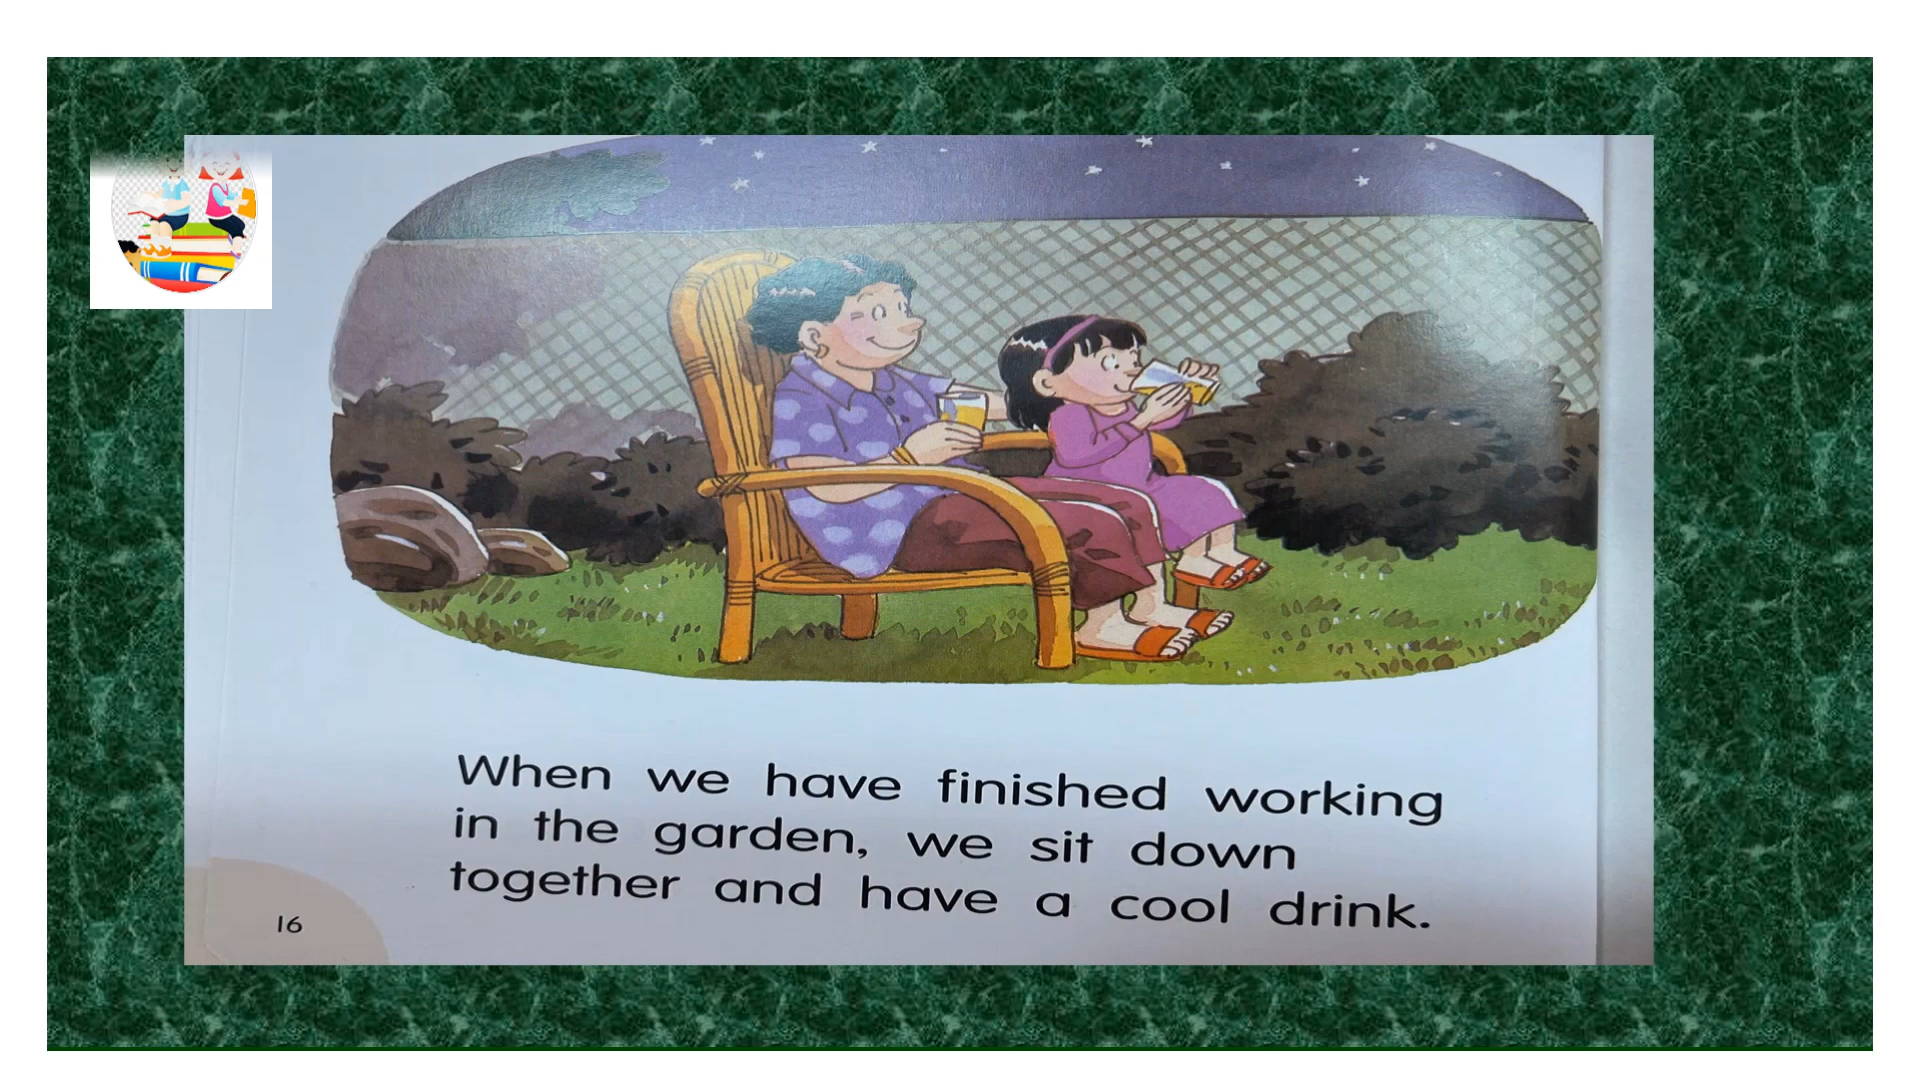 When we have finished working
in the garden, we sit down
together and have a cool drink.
16